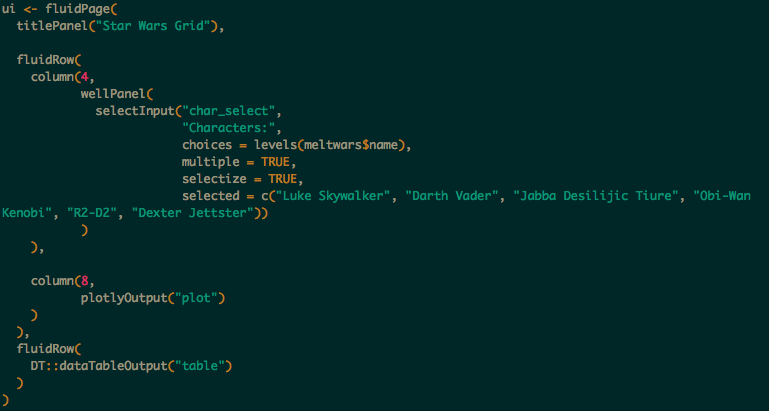 ui <- fluidPage(
  titlePanel("Star Wars Grid"),

  fluidRow(
    column(4,
           wellPanel(
             selectInput("char_select",
                         "Characters:",
                         choices = levels(meltwars$name),
                         multiple = TRUE,
                         selectize = TRUE,
                         selected = c("Luke Skywalker", "Darth Vader", "Jabba Desilijic Tiure", "Obi-Wan
Kenobi", "R2-D2", "Dexter Jettster"))
           )
    ),

    column(8,
           plotlyOutput("plot")
    )
  ),
  fluidRow(
    DT::dataTableOutput("table")
  )
)